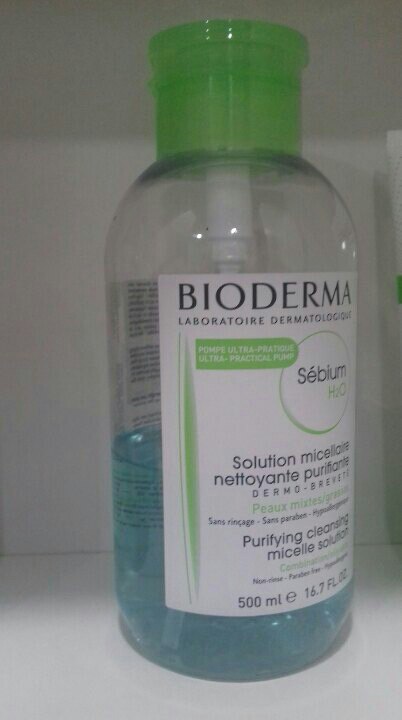 BIODERMA
LABORATOIRE DERMATOLOGIQUE
POMPE ULTRA-PRATIQUE
ULTRA- PRACTICAL PUMP
Sébium
H2O
Solution micellaire
nettoyante purifiante
DERMO-BREVETÉ
Peaux mixtes/grasses
Sans rinçage - Sans paraben - Hypoallergénique
Purifying cleansing
micelle solution
Non-rinse - Paraben free -
500 ml e 16.7 FL.OZ.